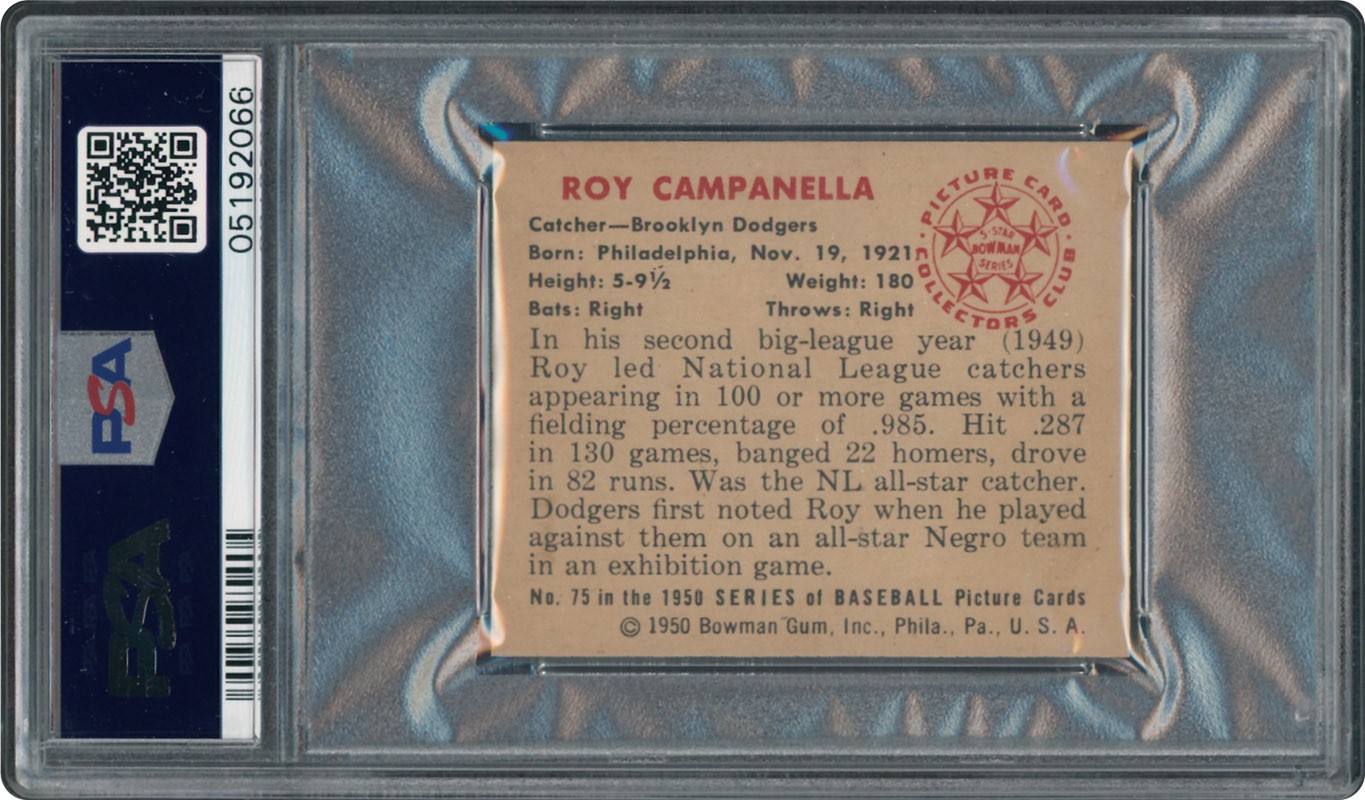 05192066
PSA
PSA
ROY CAMPANELLA
Catcher—Brooklyn Dodgers
Born: Philadelphia, Nov. 19, 1921
Height: 5-9½ Weight: 180
Bats: Right Throws: Right
PICTURE CARD
COLLECTORS CLUB
5-STAR
BOWMAN
SERIES
In his second big-league year (1949)
Roy led National League catchers
appearing in 100 or more games with a
fielding percentage of .985. Hit .287
in 130 games, banged 22 homers, drove
in 82 runs. Was the NL all-star catcher.
Dodgers first noted Roy when he played
against them on an all-star Negro team
in an exhibition game.
No. 75 in the 1950 SERIES of BASEBALL Picture Cards
© 1950 Bowman Gum, Inc., Phila., Pa., U. S. A.